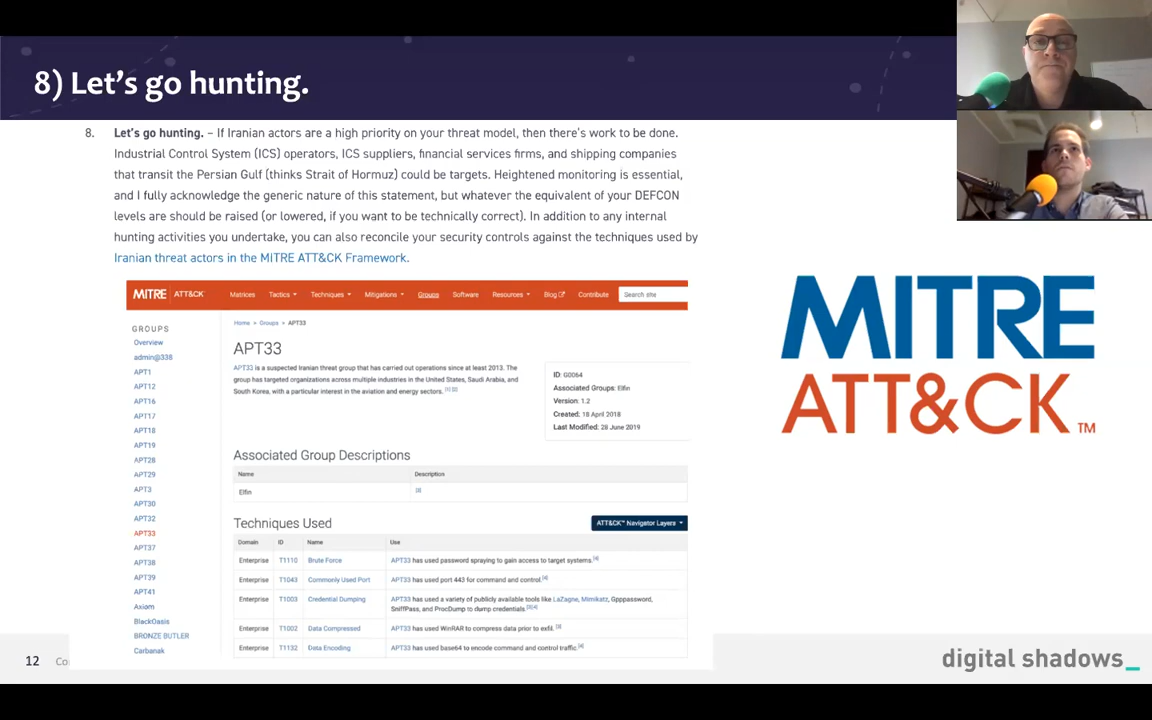 8) Let's go hunting.
8. Let's go hunting. – If Iranian actors are a high priority on your threat model, then there's work to be done.
Industrial Control System (ICS) operators, ICS suppliers, financial services firms, and shipping companies
that transit the Persian Gulf (thinks Strait of Hormuz) could be targets. Heightened monitoring is essential,
and I fully acknowledge the generic nature of this statement, but whatever the equivalent of your DEFCON
levels are should be raised (or lowered, if you want to be technically correct). In addition to any internal
hunting activities you undertake, you can also reconcile your security controls against the techniques used by
Iranian threat actors in the MITRE ATT&CK Framework.
MITRE ATT&CK Matrices Tactics Techniques Mitigations Groups Software Resources Blog Contribute Search site
GROUPS
Overview
admin@338
APT1
APT12
APT16
APT17
APT18
APT19
APT28
APT29
APT3
APT30
APT32
APT33
APT37
APT38
APT39
APT41
Axiom
BlackOasis
BRONZE BUTLER
Carbanak
Home > Groups > APT33
APT33
APT33 is a suspected Iranian threat group that has carried out operations since at least 2013. The
group has targeted organizations across multiple industries in the United States, Saudi Arabia, and
South Korea, with a particular interest in the aviation and energy sectors. [1] [2]
ID: G0064
Associated Groups: Elfin
Version: 1.2
Created: 18 April 2018
Last Modified: 28 June 2019
Associated Group Descriptions
Name Description
Elfin [3]
Techniques Used
ATT&CK™ Navigator Layers
Domain ID Name Use
Enterprise T1110 Brute Force APT33 has used password spraying to gain access to target systems.[4]
Enterprise T1043 Commonly Used Port APT33 has used port 443 for command and control.[4]
Enterprise T1003 Credential Dumping APT33 has used a variety of publicly available tools like LaZagne, Mimikatz, Gpppassword,
SniffPass, and ProcDump to dump credentials.[3][4]
Enterprise T1002 Data Compressed APT33 has used WinRAR to compress data prior to exfil. [3]
Enterprise T1132 Data Encoding APT33 has used base64 to encode command and control traffic.[4]
MITRE
ATT&CK™
12 Co
digital shadows_